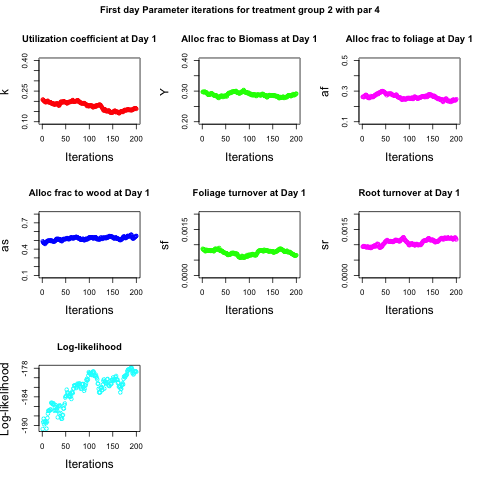 First day Parameter iterations for treatment group 2 with par 4
Utilization coefficient at Day 1
k
0.10 0.25 0.40
0 50 100 150 200
Iterations
Alloc frac to Biomass at Day 1
Y
0.20 0.30 0.40
0 50 100 150 200
Iterations
Alloc frac to foliage at Day 1
af
0.1 0.3 0.5
0 50 100 150 200
Iterations
Alloc frac to wood at Day 1
as
0.1 0.4 0.7
0 50 100 150 200
Iterations
Foliage turnover at Day 1
sf
0.0000 0.0015
0 50 100 150 200
Iterations
Root turnover at Day 1
sr
0.0000 0.0015
0 50 100 150 200
Iterations
Log-likelihood
Log-likelihood
-190 -184 -178
0 50 100 150 200
Iterations